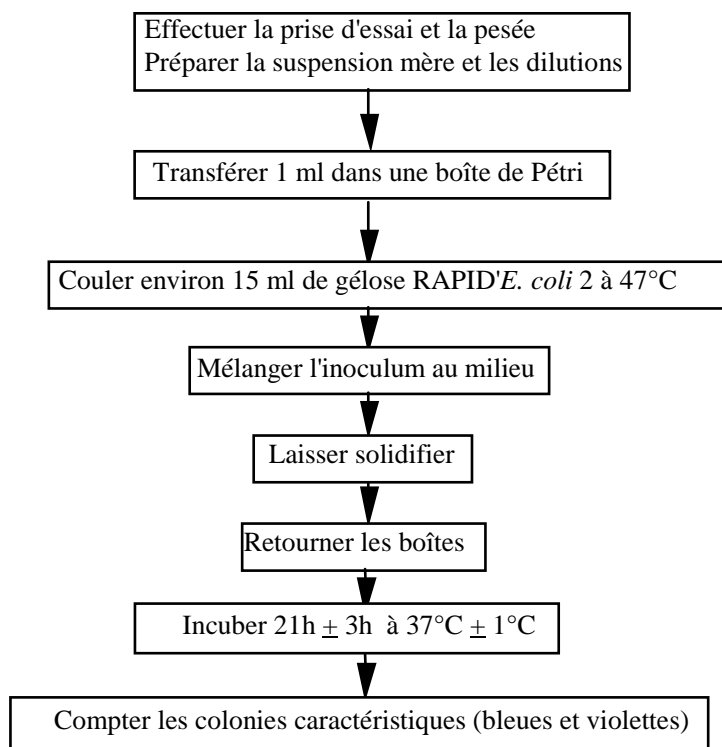 Effectuer la prise d'essai et la pesée
Préparer la suspension mère et les dilutions
Transférer 1 ml dans une boîte de Pétri
Couler environ 15 ml de gélose RAPID'E. coli 2 à 47°C
Mélanger l'inoculum au milieu
Laisser solidifier
Retourner les boîtes
Incuber 21h ± 3h à 37°C ± 1°C
Compter les colonies caractéristiques (bleues et violettes)